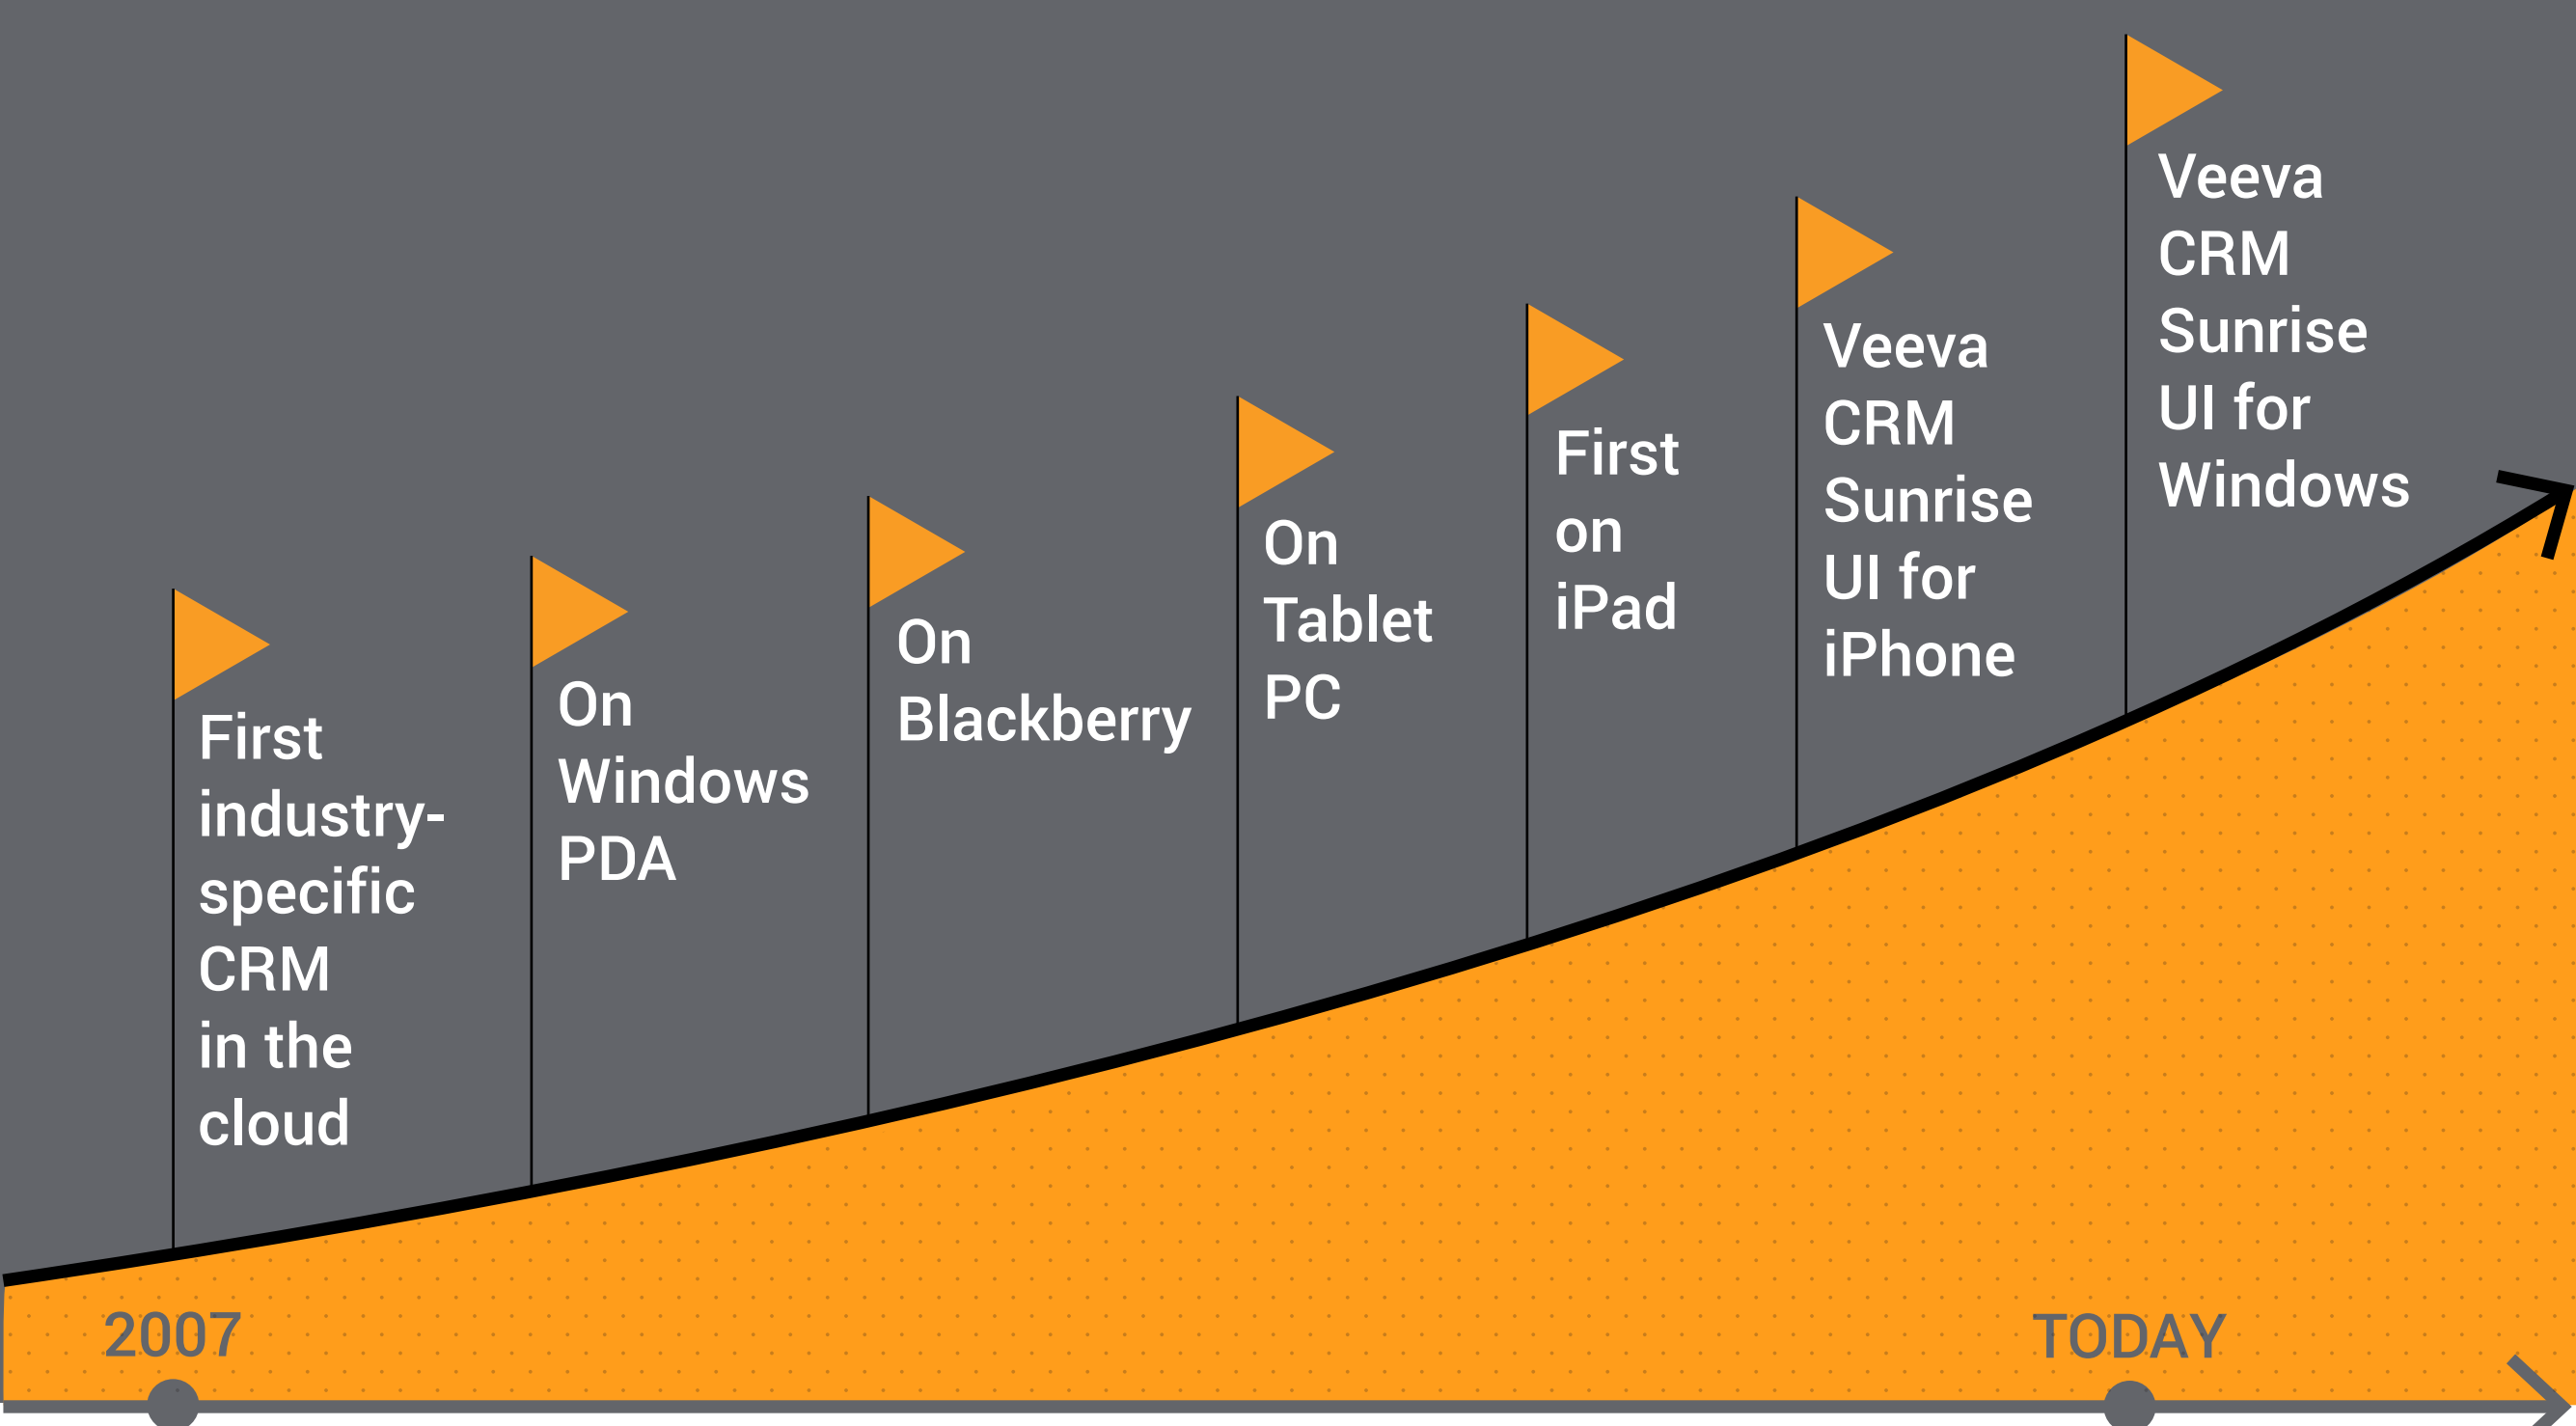 First
industry-
specific
CRM
in the
cloud
On
Windows
PDA
On
Blackberry
On
Tablet
PC
First
on
iPad
Veeva
CRM
Sunrise
UI for
iPhone
Veeva
CRM
Sunrise
UI for
Windows
2007
TODAY